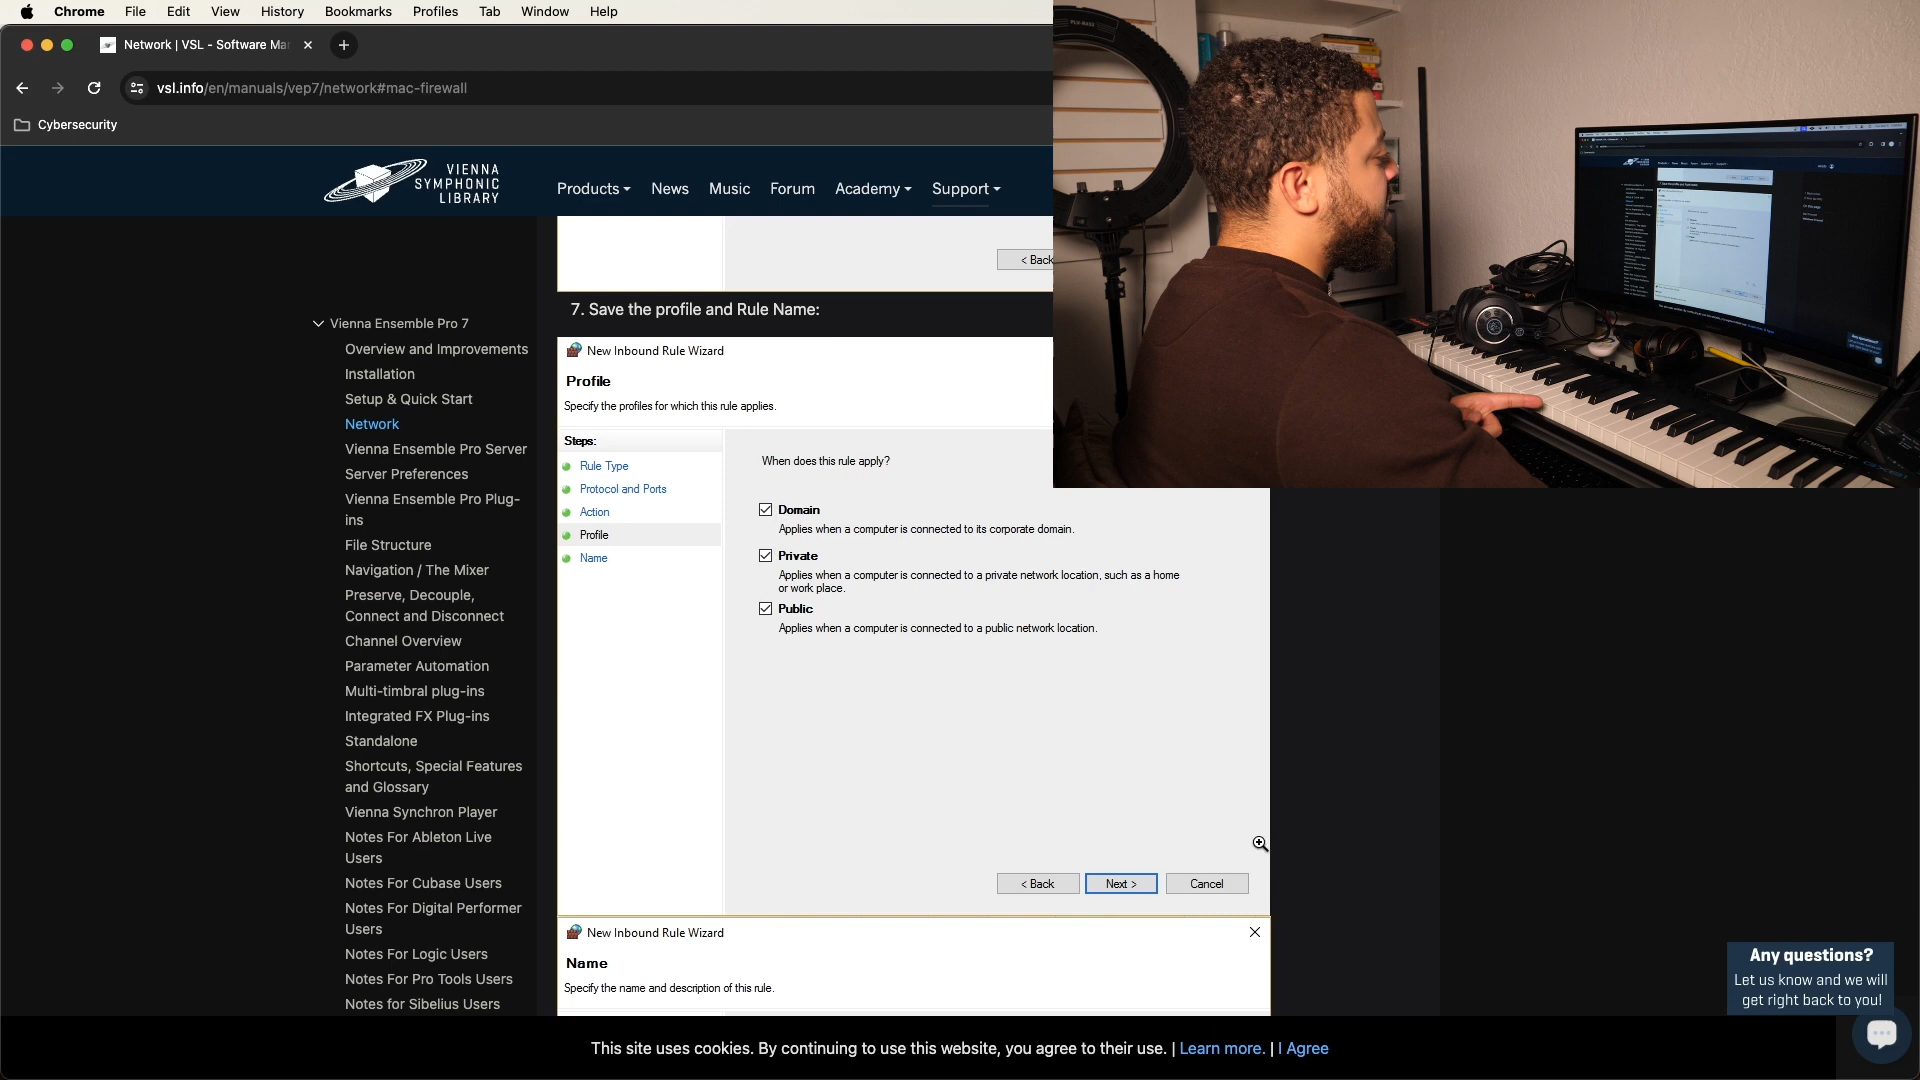 Chrome File Edit View History Bookmarks Profiles Tab Window Help
Network | VSL - Software Ma
vsl.info/en/manuals/vep7/network#mac-firewall
Cybersecurity
VIENNA
SYMPHONIC
LIBRARY
Products News Music Forum Academy Support
< Back
7. Save the profile and Rule Name:
Vienna Ensemble Pro 7
Overview and Improvements
Installation
Setup & Quick Start
Network
Vienna Ensemble Pro Server
Server Preferences
Vienna Ensemble Pro Plug-
ins
File Structure
Navigation / The Mixer
Preserve, Decouple,
Connect and Disconnect
Channel Overview
Parameter Automation
Multi-timbral plug-ins
Integrated FX Plug-ins
Standalone
Shortcuts, Special Features
and Glossary
Vienna Synchron Player
Notes For Ableton Live
Users
Notes For Cubase Users
Notes For Digital Performer
Users
Notes For Logic Users
Notes For Pro Tools Users
Notes for Sibelius Users
New Inbound Rule Wizard
Profile
Specify the profiles for which this rule applies.
Steps:
Rule Type
Protocol and Ports
Action
Profile
Name
When does this rule apply?
Domain
Applies when a computer is connected to its corporate domain.
Private
Applies when a computer is connected to a private network location, such as a home
or work place.
Public
Applies when a computer is connected to a public network location.
< Back Next > Cancel
New Inbound Rule Wizard
Name
Specify the name and description of this rule.
Any questions?
Let us know and we will
get right back to you!
This site uses cookies. By continuing to use this website, you agree to their use. | Learn more. | I Agree